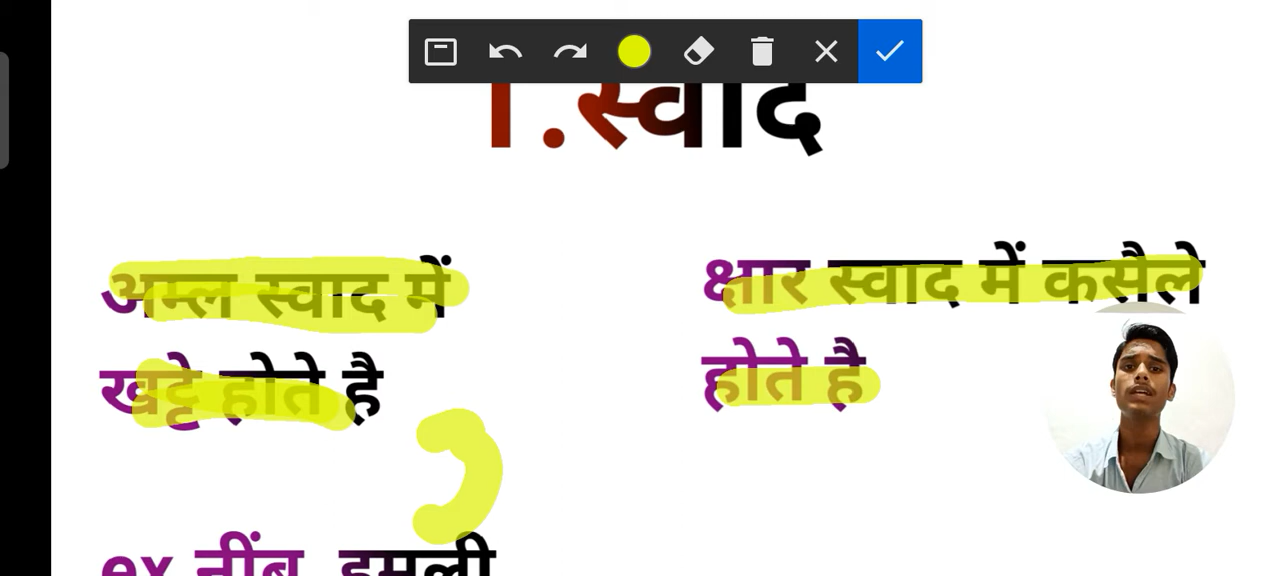 1.स्वाद
अम्ल स्वाद में
खट्टे होते है
क्षार स्वाद में कसैले
होते है
ex नींबू, इमली